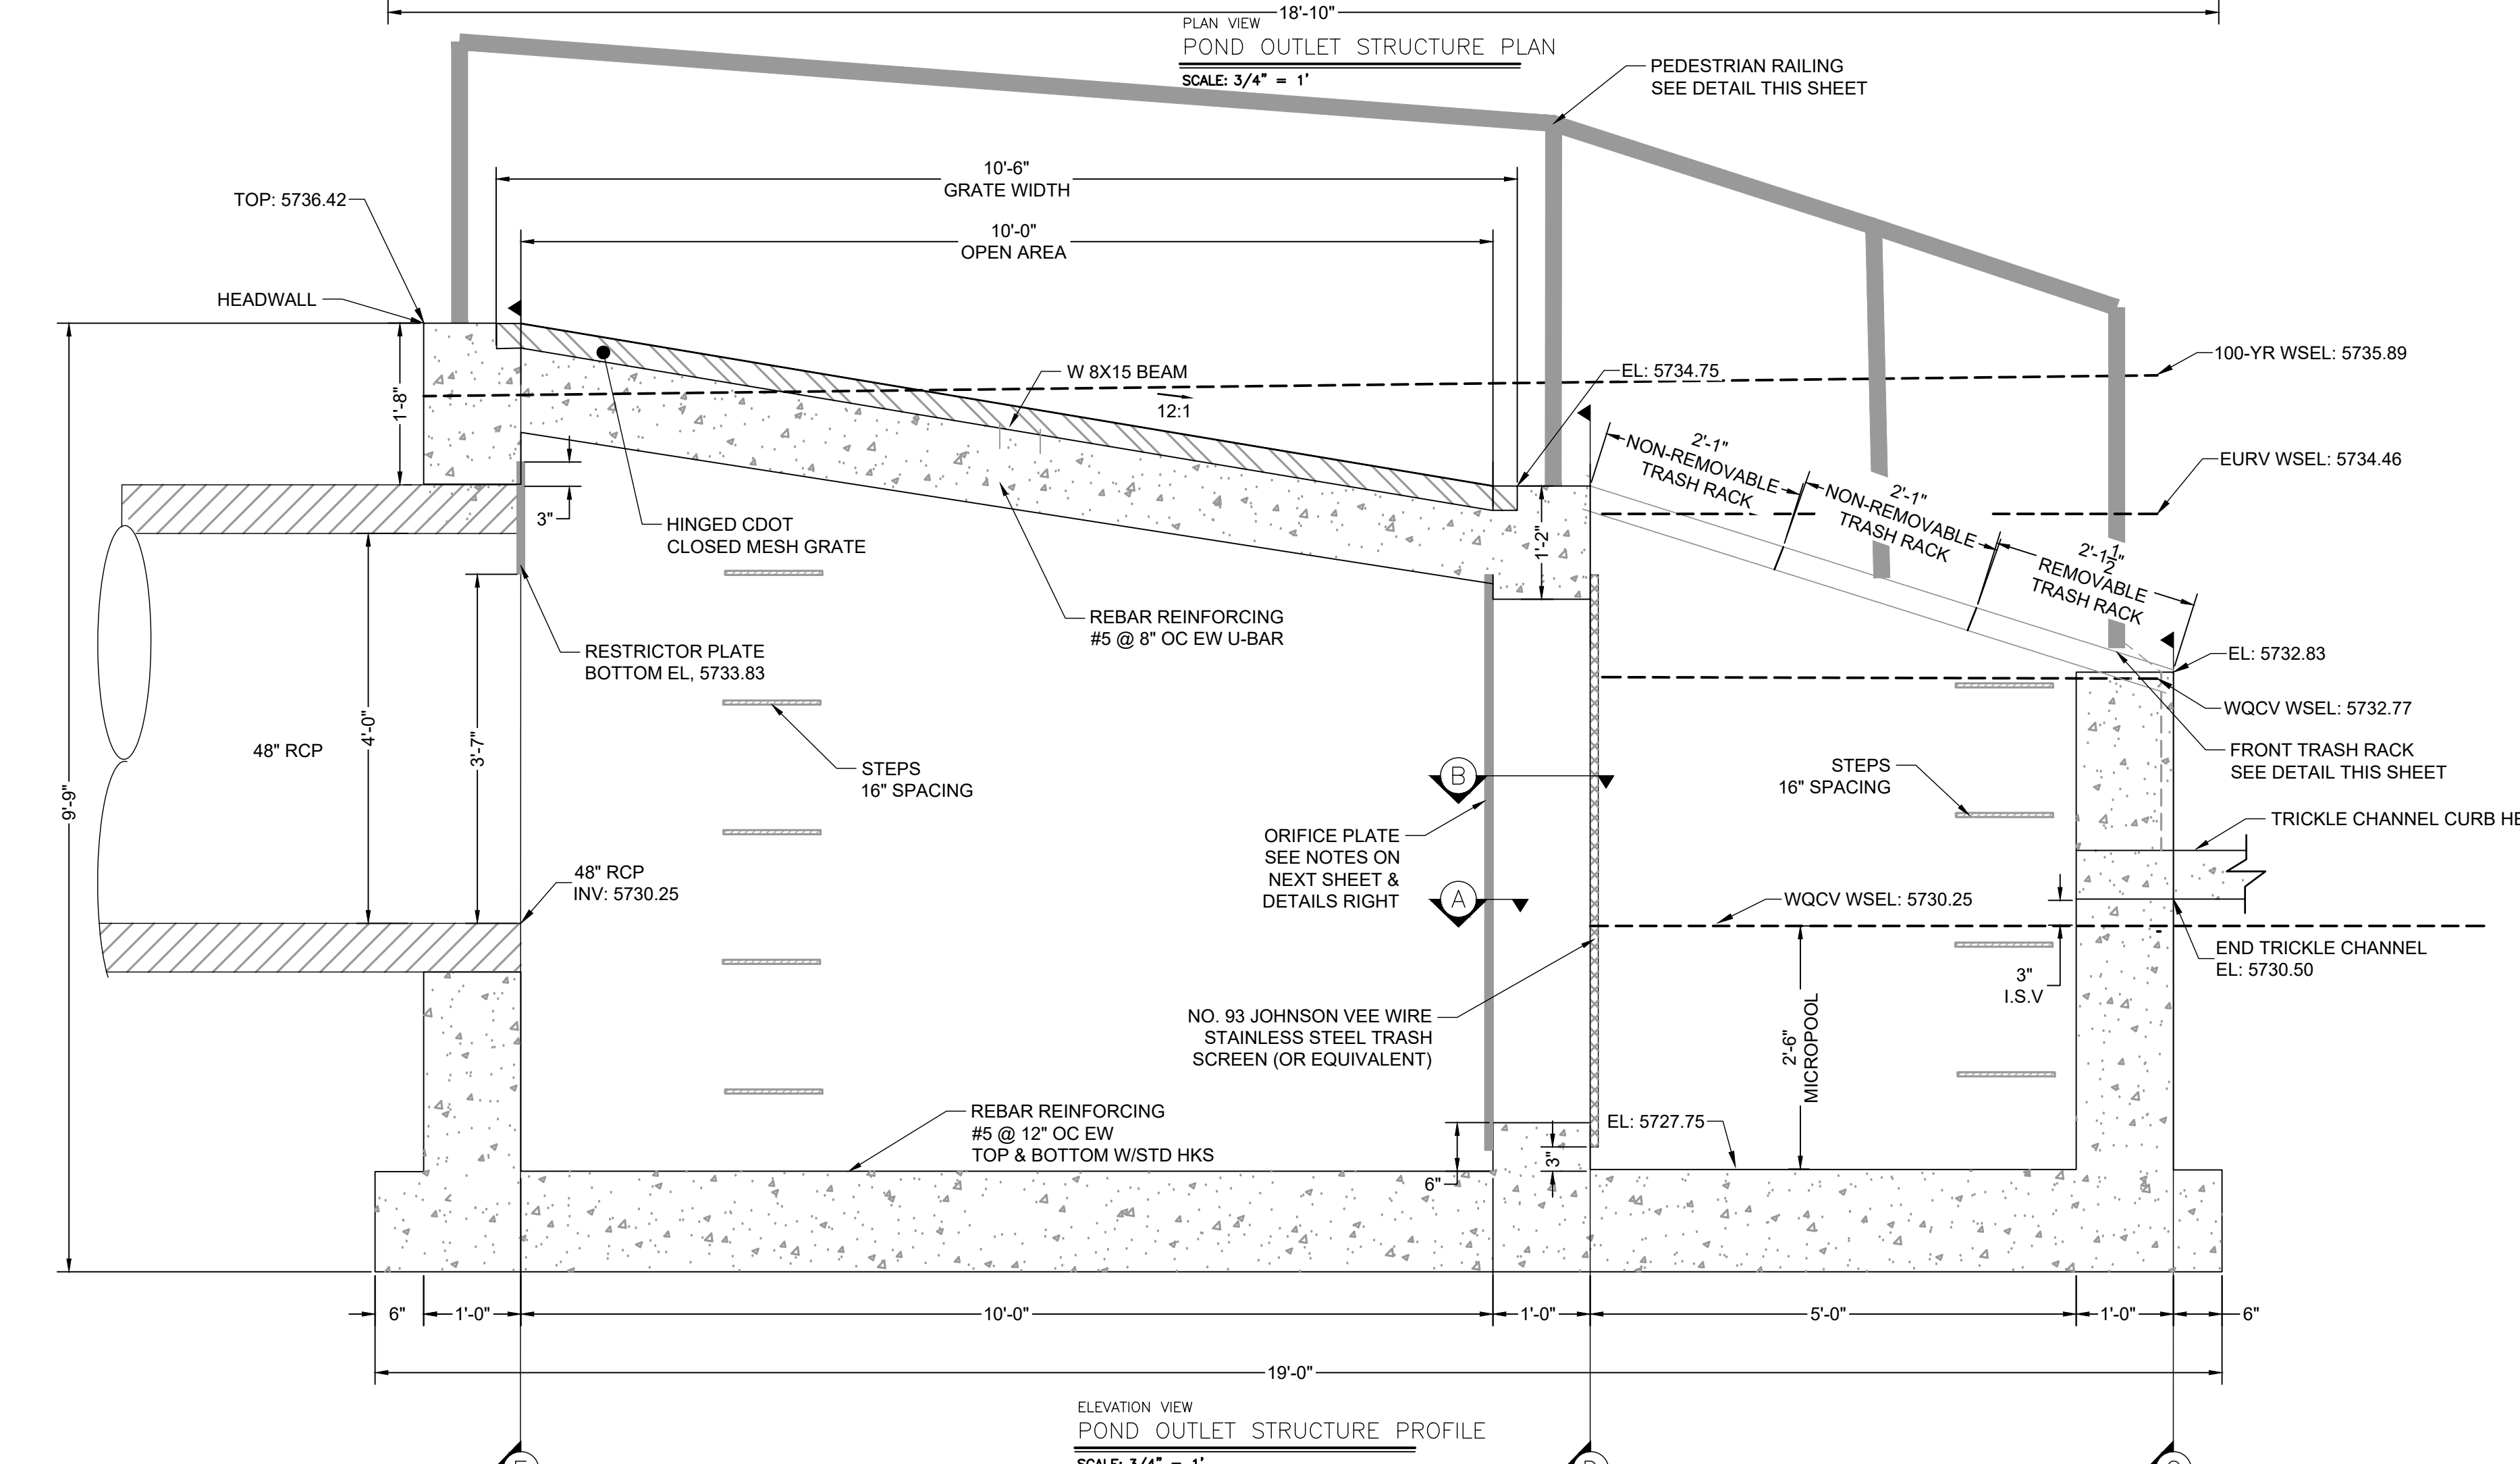 18'-10"
PLAN VIEW
POND OUTLET STRUCTURE PLAN
SCALE: 3/4" = 1'
PEDESTRIAN RAILING
SEE DETAIL THIS SHEET
10'-6"
GRATE WIDTH
TOP: 5736.42
10'-0"
OPEN AREA
HEADWALL
100-YR WSEL: 5735.89
W 8X15 BEAM
EL: 5734.75
12:1
1'-8"
EURV WSEL: 5734.46
2'-1"
NON-REMOVABLE
TRASH RACK
2'-1"
NON-REMOVABLE
TRASH RACK
2'-1 1/2"
REMOVABLE
TRASH RACK
3"
HINGED CDOT
CLOSED MESH GRATE
1'-2"
REBAR REINFORCING
#5 @ 8" OC EW U-BAR
RESTRICTOR PLATE
BOTTOM EL, 5733.83
EL: 5732.83
WQCV WSEL: 5732.77
48" RCP
4'-0"
3'-7"
9'-9"
STEPS
16" SPACING
B
STEPS
16" SPACING
FRONT TRASH RACK
SEE DETAIL THIS SHEET
TRICKLE CHANNEL CURB HE
ORIFICE PLATE
SEE NOTES ON
NEXT SHEET &
DETAILS RIGHT
A
48" RCP
INV: 5730.25
WQCV WSEL: 5730.25
END TRICKLE CHANNEL
EL: 5730.50
3"
I.S.V
NO. 93 JOHNSON VEE WIRE
STAINLESS STEEL TRASH
SCREEN (OR EQUIVALENT)
2'-6"
MICROPOOL
REBAR REINFORCING
#5 @ 12" OC EW
TOP & BOTTOM W/STD HKS
EL: 5727.75
6"
3"
6"
1'-0"
10'-0"
1'-0"
5'-0"
1'-0"
6"
19'-0"
ELEVATION VIEW
POND OUTLET STRUCTURE PROFILE
SCALE: 3/4" = 1'